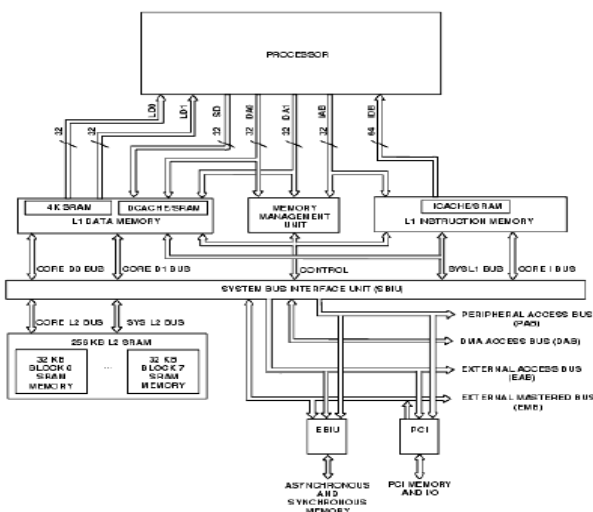 PROCESSOR
LD0
LD1
SD
DA0
DA1
IAB
IDB
32
32
32
32
32
32
64
4K SRAM
DCACHE/SRAM
L1 DATA MEMORY
MEMORY
MANAGEMENT
UNIT
ICACHE/SRAM
L1 INSTRUCTION MEMORY
CORE D0 BUS
CORE D1 BUS
CONTROL
SYSL1 BUS
CORE I BUS
SYSTEM BUS INTERFACE UNIT (SBIU)
CORE L2 BUS
SYS L2 BUS
256 KB L2 SRAM
32 KB
BLOCK 0
SRAM
MEMORY
...
32 KB
BLOCK 7
SRAM
MEMORY
PERIPHERAL ACCESS BUS
(PAB)
DMA ACCESS BUS (DAB)
EXTERNAL ACCESS BUS
(EAB)
EXTERNAL MASTERED BUS
(EMB)
EBIU
PCI
ASYNCHRONOUS
AND
SYNCHRONOUS
MEMORY
PCI MEMORY
AND I/O